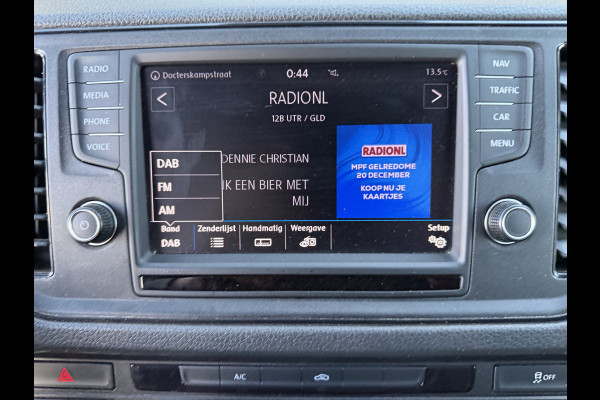 RADIO
MEDIA
PHONE
VOICE
NAV
TRAFFIC
CAR
MENU
Docterskampstraat
0:44
13.5°C
<
RADIONL
>
12B UTR / GLD
DENNIE CHRISTIAN
IK EEN BIER MET
MIJ
RADIONL
MPF GELREDOME
20 DECEMBER
KOOP NU JE
KAARTJES
DAB
FM
AM
Band
DAB
Zenderlijst
Handmatig
Weergave
Setup
A/C
OFF